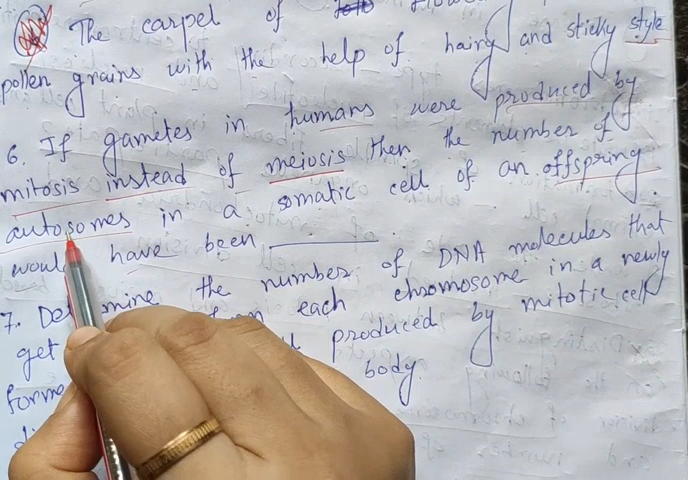 The carpel of
pollen grains with the help of hairy and sticky style
6. If gametes in humans were produced by
mitosis instead of meiosis then the number of
autosomes in a somatic cell of an offspring
would have been ________.
7. the number of DNA molecules that
get each chromosome in a newly
produced by mitotic cell
body.